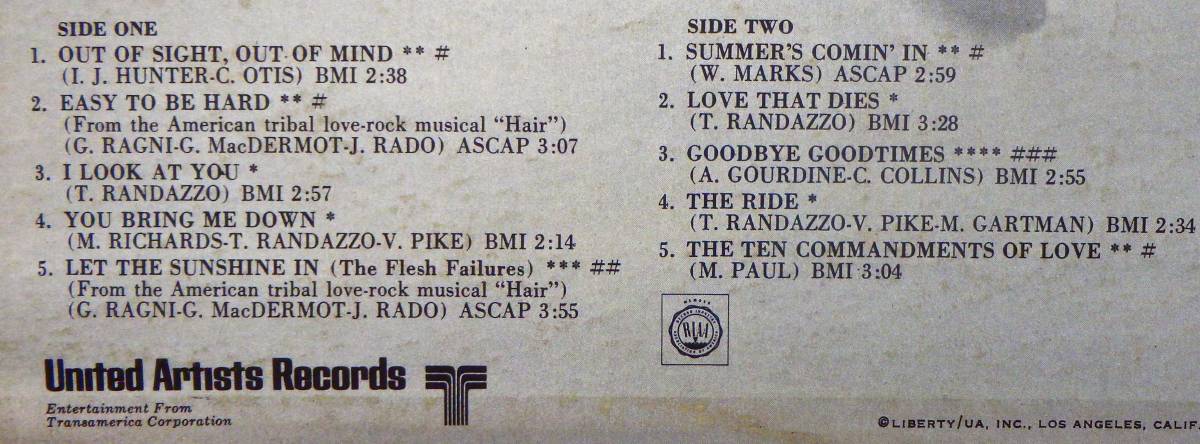 SIDE ONE
1. OUT OF SIGHT, OUT OF MIND ** #
(I. J. HUNTER-C. OTIS) BMI 2:38
2. EASY TO BE HARD ** #
(From the American tribal love-rock musical “Hair”)
(G. RAGNI-G. MacDERMOT-J. RADO) ASCAP 3:07
3. I LOOK AT YOU *
(T. RANDAZZO) BMI 2:57
4. YOU BRING ME DOWN *
(M. RICHARDS-T. RANDAZZO-V. PIKE) BMI 2:14
5. LET THE SUNSHINE IN (The Flesh Failures) *** ##
(From the American tribal love-rock musical “Hair”)
(G. RAGNI-G. MacDERMOT-J. RADO) ASCAP 3:55
SIDE TWO
1. SUMMER’S COMIN’ IN ** #
(W. MARKS) ASCAP 2:59
2. LOVE THAT DIES *
(T. RANDAZZO) BMI 3:28
3. GOODBYE GOODTIMES **** ###
(A. GOURDINE-C. COLLINS) BMI 2:55
4. THE RIDE *
(T. RANDAZZO-V. PIKE-M. GARTMAN) BMI 2:34
5. THE TEN COMMANDMENTS OF LOVE ** #
(M. PAUL) BMI 3:04
MEMBER
RIAA
United Artists Records
Entertainment From
Transamerica Corporation
©LIBERTY/UA, INC., LOS ANGELES, CALIF